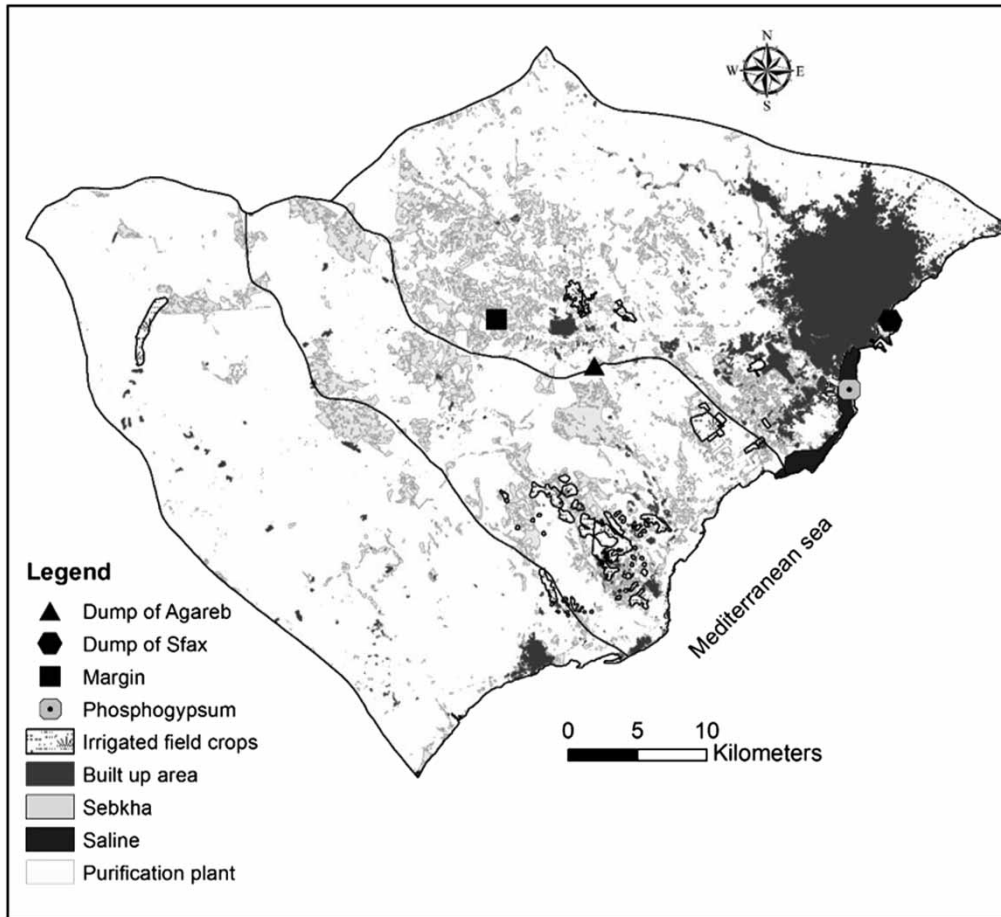 N
W E
S
Mediterranean sea
Legend
Dump of Agareb
Dump of Sfax
Margin
Phosphogypsum
Irrigated field crops
Built up area
Sebkha
Saline
Purification plant
0 5 10
Kilometers